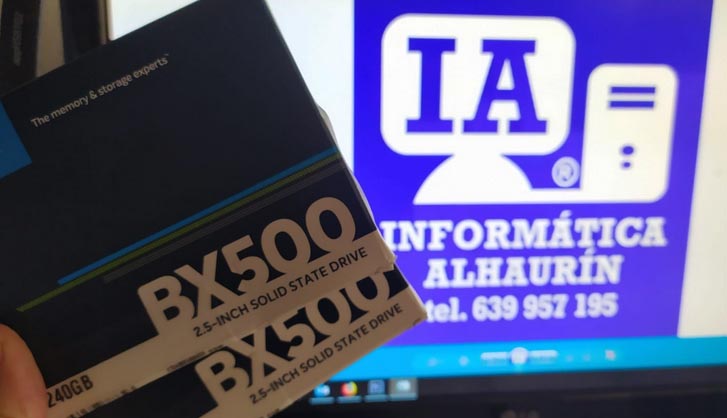 The memory & storage experts™
BX500
2.5-INCH SOLID STATE DRIVE
240GB
BX500
2.5-INCH SOLID STATE DRIVE
IA
®
INFORMÁTICA
ALHAURÍN
tel. 639 957 195